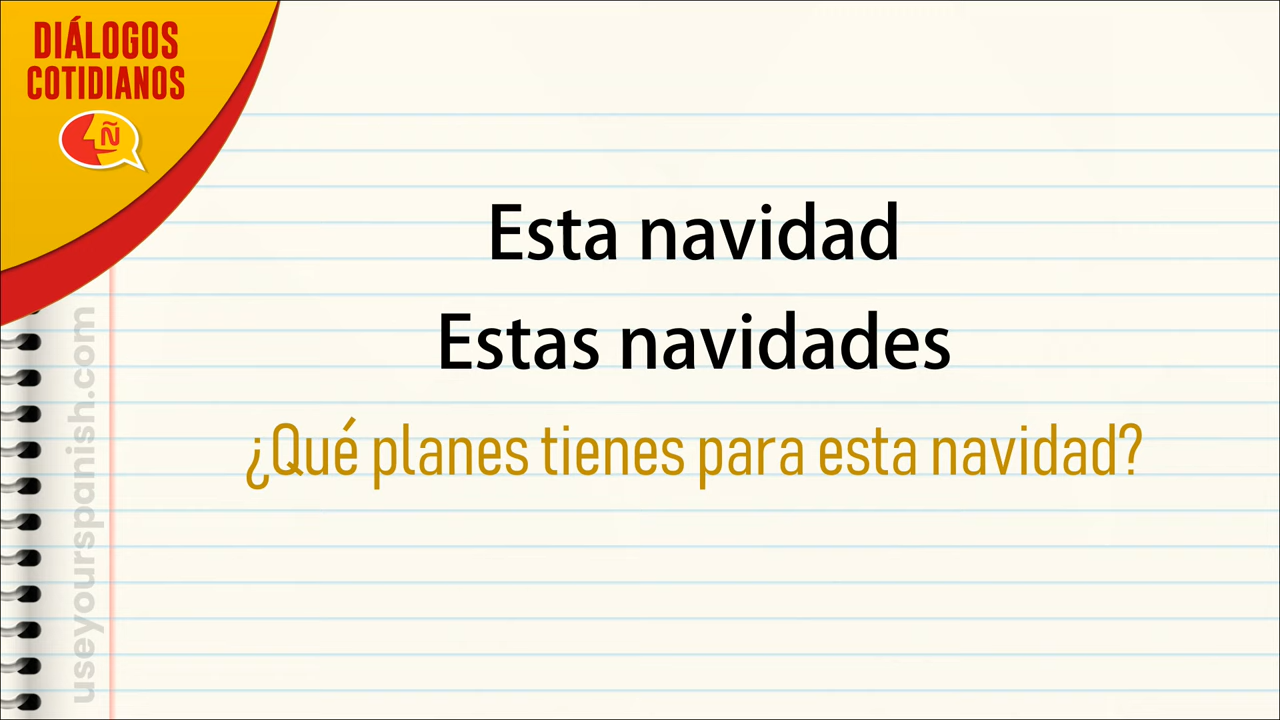 DIÁLOGOS
COTIDIANOS
Ñ
Esta navidad
Estas navidades
¿Qué planes tienes para esta navidad?
useyourspanish.com